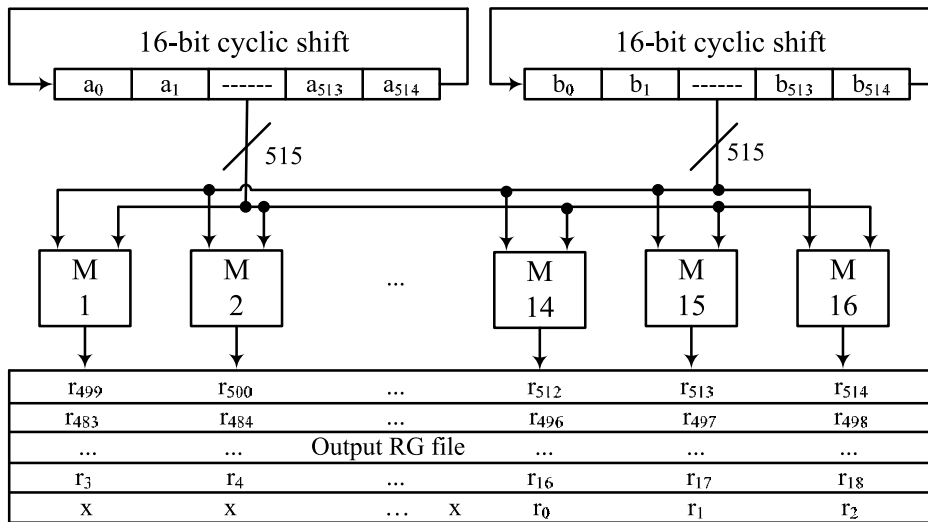 16-bit cyclic shift 16-bit cyclic shift
a0 a1 ------ a513 a514 b0 b1 ------ b513 b514
515 515
M M ... M M M
1 2 14 15 16
r499 r500 ... r512 r513 r514
r483 r484 ... r496 r497 r498
... ... Output RG file ... ... ...
r3 r4 ... r16 r17 r18
x x ... x r0 r1 r2